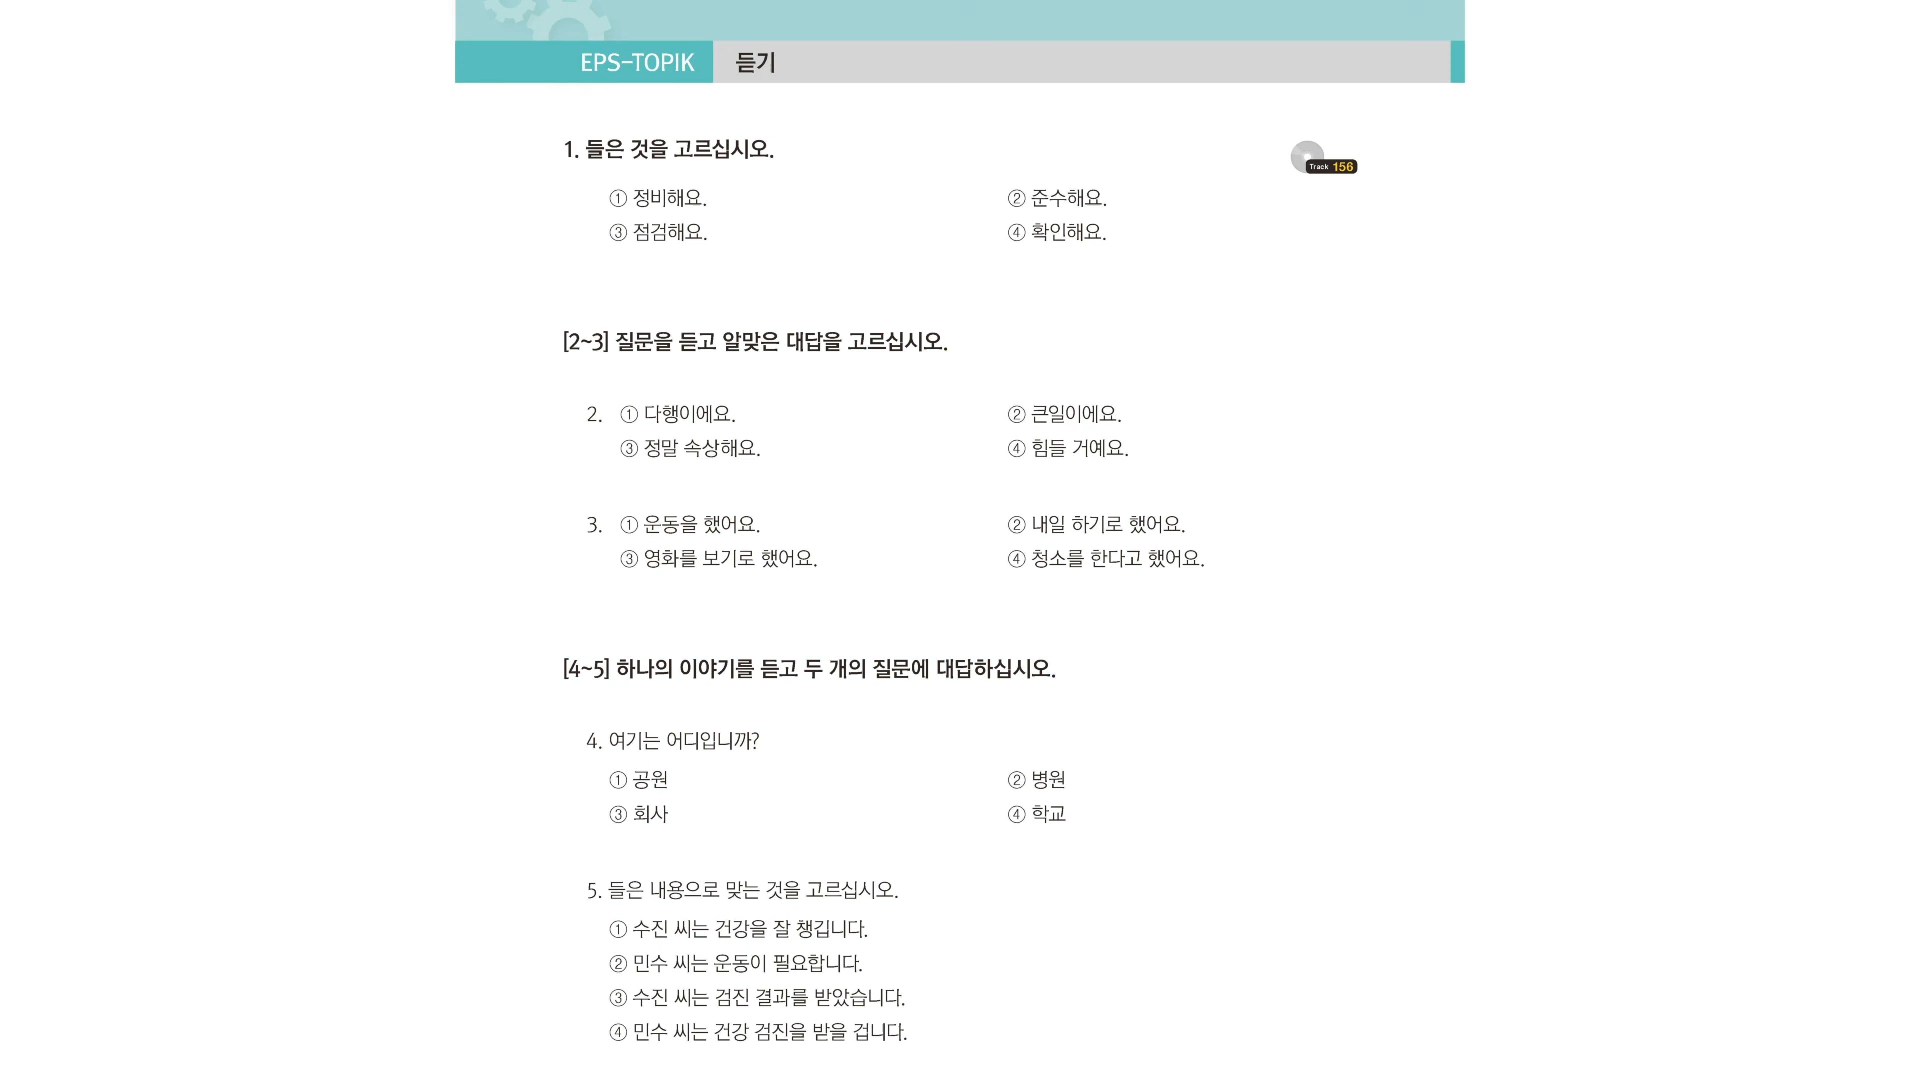 EPS-TOPIK 듣기
1. 들은 것을 고르십시오.
Track 156
① 정비해요. ② 준수해요.
③ 점검해요. ④ 확인해요.
[2~3] 질문을 듣고 알맞은 대답을 고르십시오.
2. ① 다행이에요. ② 큰일이에요.
③ 정말 속상해요. ④ 힘들 거예요.
3. ① 운동을 했어요. ② 내일 하기로 했어요.
③ 영화를 보기로 했어요. ④ 청소를 한다고 했어요.
[4~5] 하나의 이야기를 듣고 두 개의 질문에 대답하십시오.
4. 여기는 어디입니까?
① 공원 ② 병원
③ 회사 ④ 학교
5. 들은 내용으로 맞는 것을 고르십시오.
① 수진 씨는 건강을 잘 챙깁니다.
② 민수 씨는 운동이 필요합니다.
③ 수진 씨는 검진 결과를 받았습니다.
④ 민수 씨는 건강 검진을 받을 겁니다.